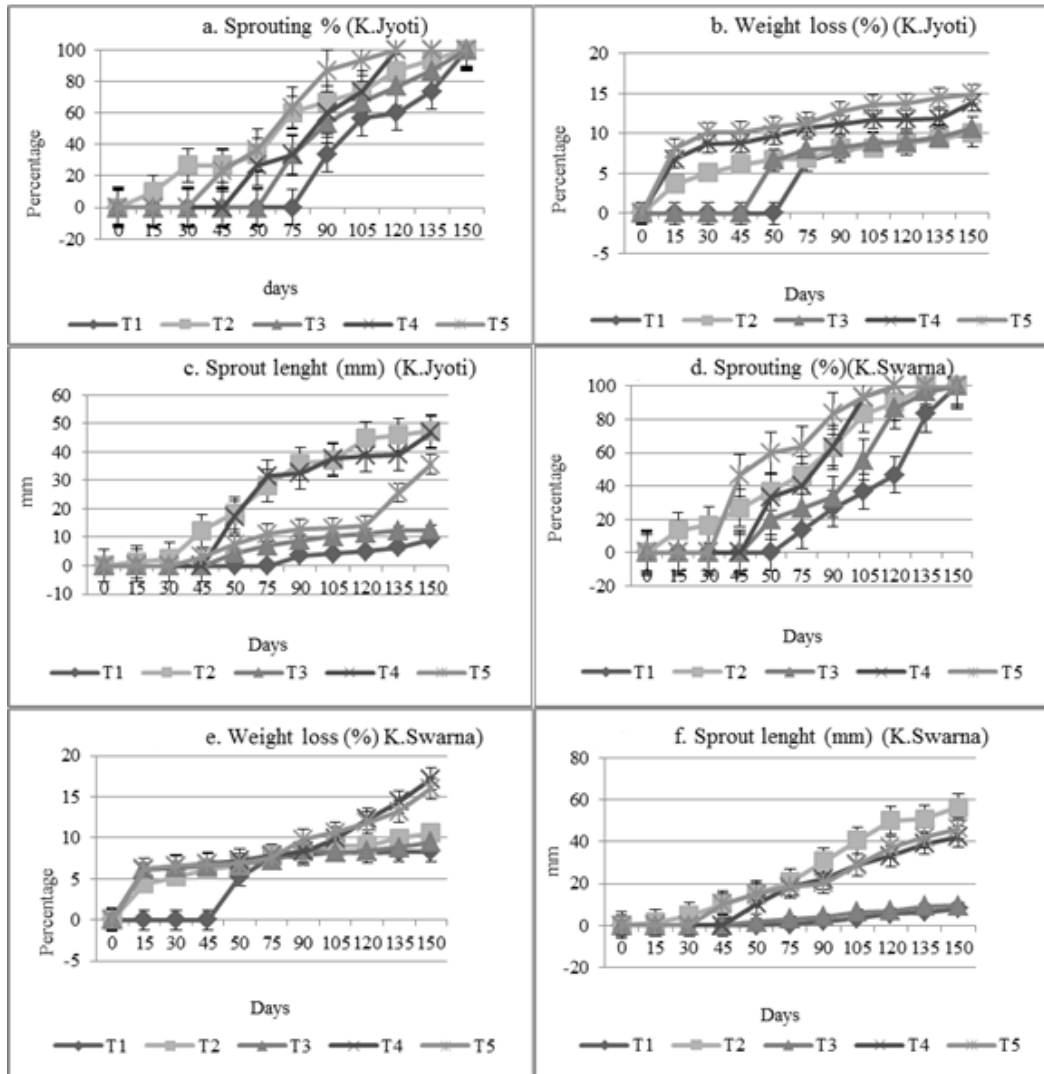 a. Sprouting % (K.Jyoti)
100
80
60
40
20
0
-20
Percentage
0 15 30 45 60 75 90 105 120 135 150
days
T1 T2 T3 T4 T5
b. Weight loss (%) (K.Jyoti)
20
15
10
5
0
-5
Percentage
0 15 30 45 60 75 90 105 120 135 150
Days
T1 T2 T3 T4 T5
c. Sprout lenght (mm) (K.Jyoti)
60
50
40
30
20
10
0
-10
mm
0 15 30 45 60 75 90 105 120 135 150
Days
T1 T2 T3 T4 T5
d. Sprouting (%)(K.Swarna)
100
80
60
40
20
0
-20
Percentage
0 15 30 45 60 75 90 105 120 135 150
Days
T1 T2 T3 T4 T5
e. Weight loss (%) K.Swarna)
20
15
10
5
0
-5
Percentage
0 15 30 45 60 75 90 105 120 135 150
Days
T1 T2 T3 T4 T5
f. Sprout lenght (mm) (K.Swarna)
80
60
40
20
0
-20
mm
0 15 30 45 60 75 90 105 120 135 150
Days
T1 T2 T3 T4 T5